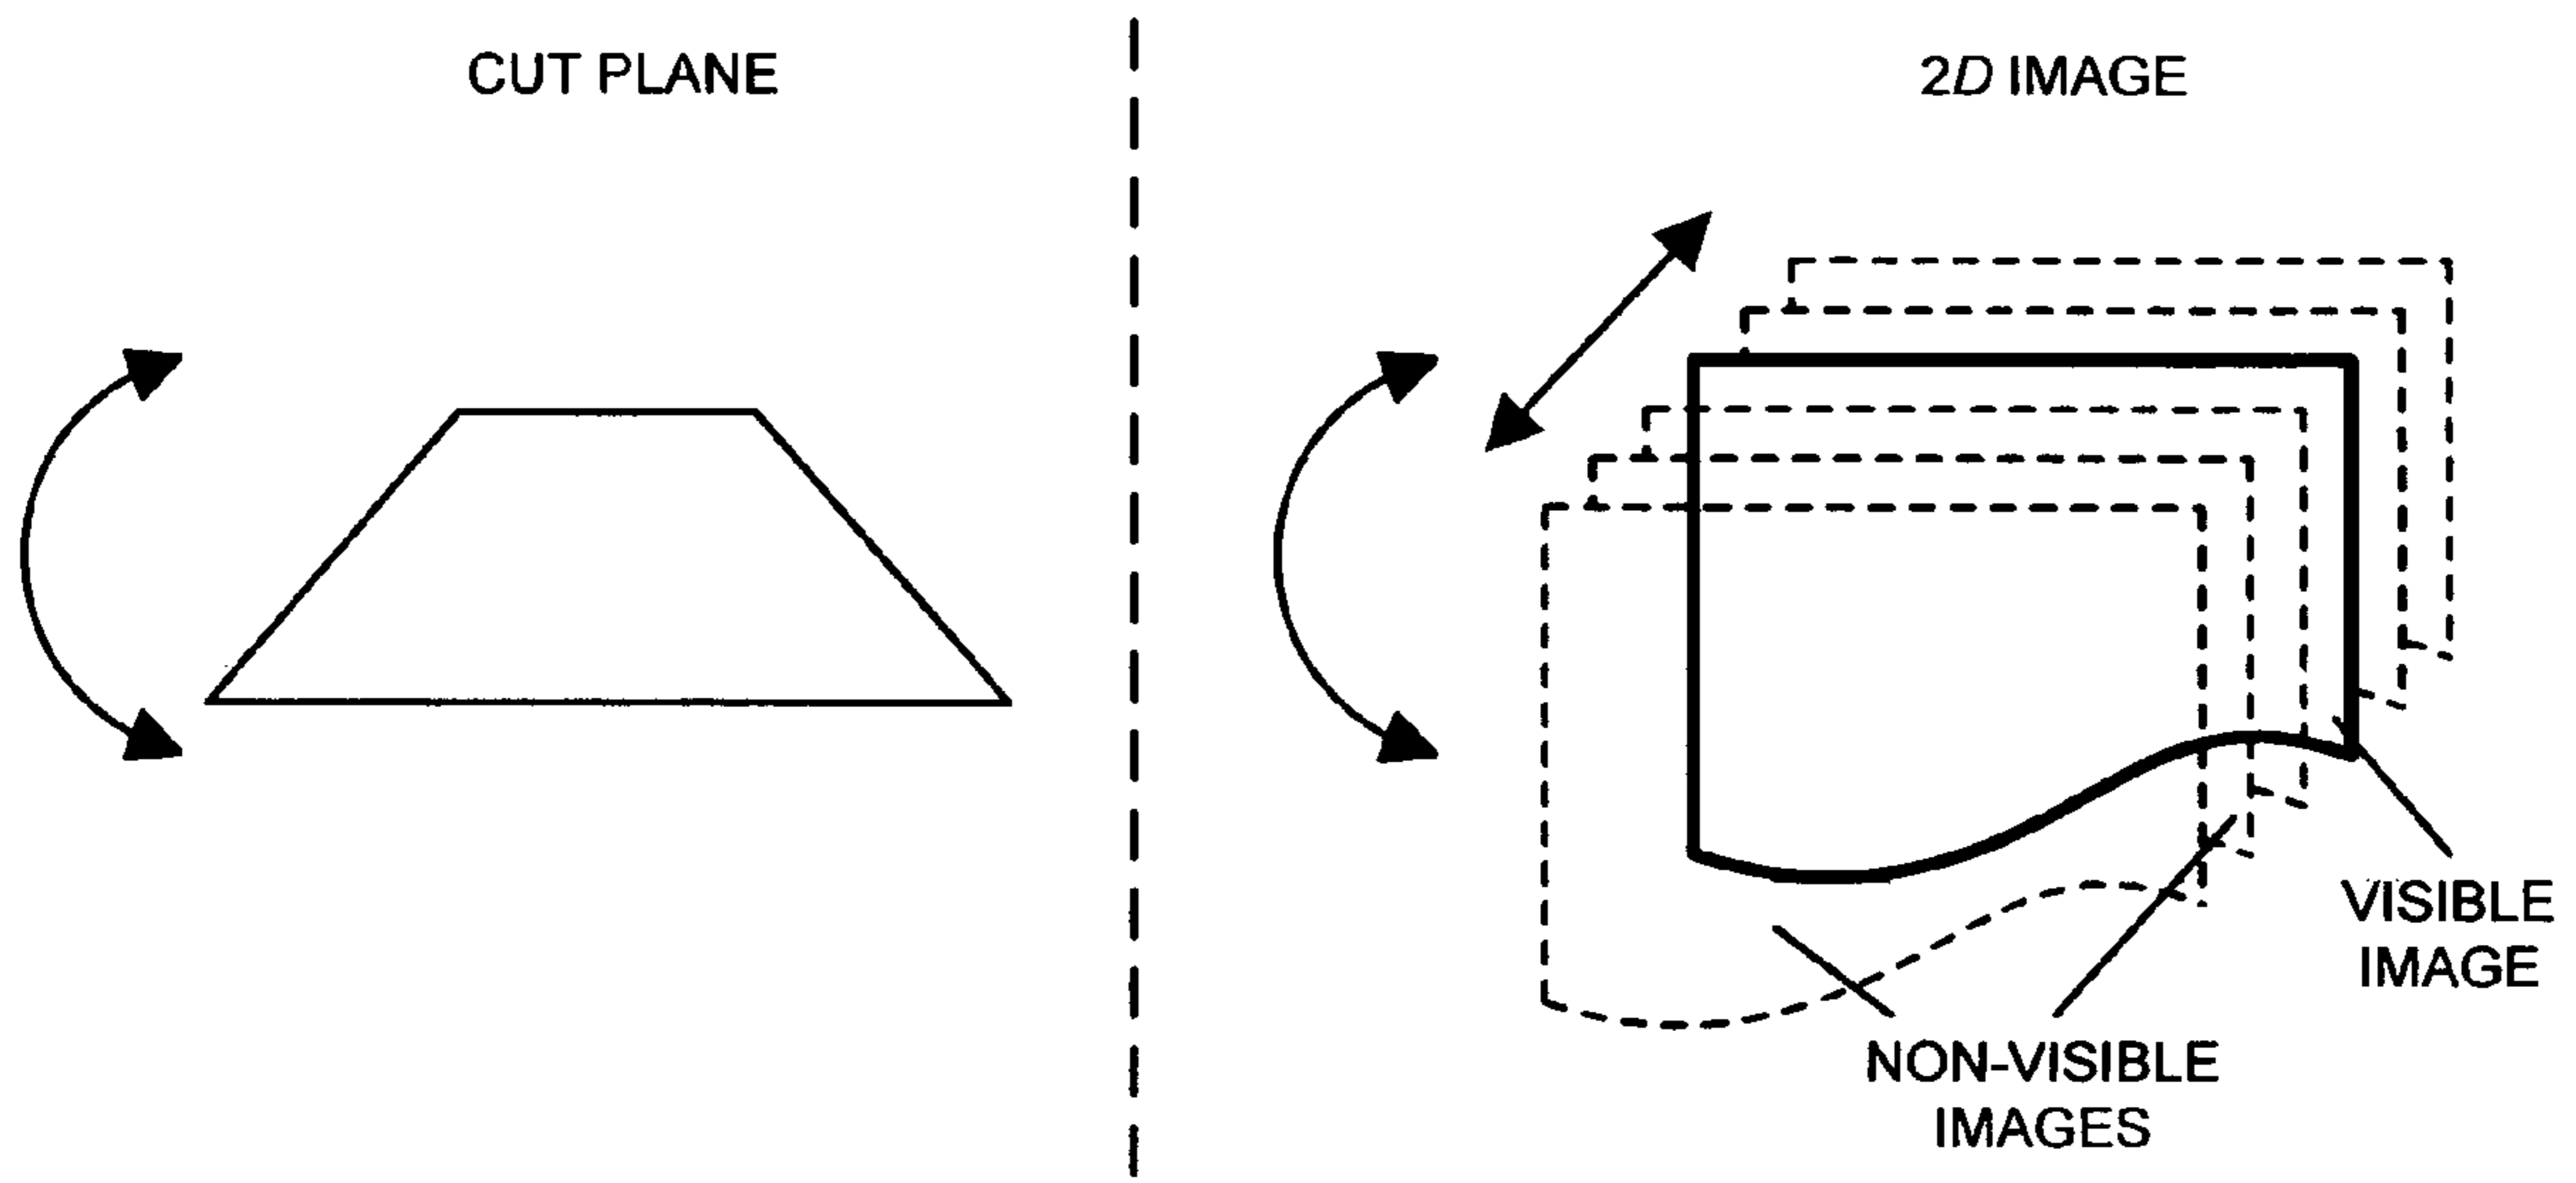 CUT PLANE
2D IMAGE
VISIBLE
IMAGE
NON-VISIBLE
IMAGES